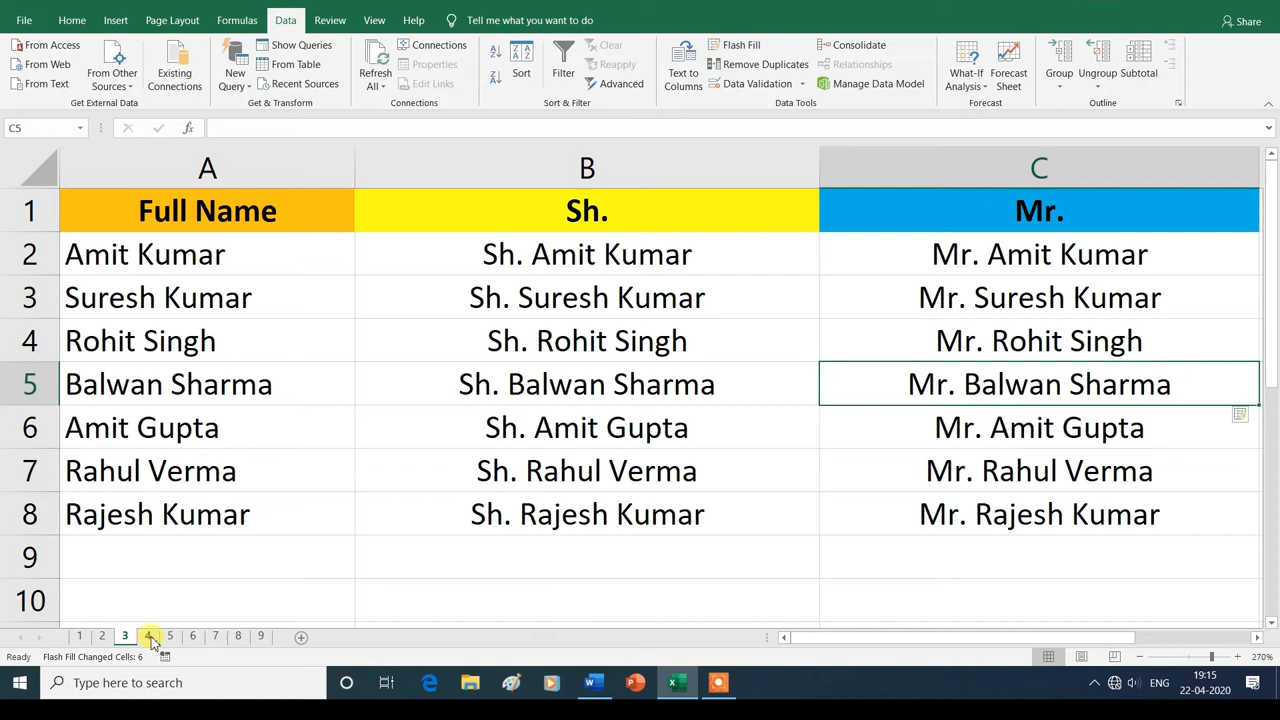 File Home Insert Page Layout Formulas Data Review View Help Tell me what you want to do Share
From Access
From Web
From Text
From Other
Sources
Existing
Connections
Get External Data
New
Query
Show Queries
From Table
Recent Sources
Get & Transform
Refresh
All
Connections
Properties
Edit Links
Connections
Sort
Filter
Clear
Reapply
Advanced
Sort & Filter
Text to
Columns
Flash Fill
Remove Duplicates
Data Validation
Consolidate
Relationships
Manage Data Model
Data Tools
What-If
Analysis
Forecast
Sheet
Forecast
Group
Ungroup
Subtotal
Outline
C5
fx
A B C
1 Full Name Sh. Mr.
2 Amit Kumar Sh. Amit Kumar Mr. Amit Kumar
3 Suresh Kumar Sh. Suresh Kumar Mr. Suresh Kumar
4 Rohit Singh Sh. Rohit Singh Mr. Rohit Singh
5 Balwan Sharma Sh. Balwan Sharma Mr. Balwan Sharma
6 Amit Gupta Sh. Amit Gupta Mr. Amit Gupta
7 Rahul Verma Sh. Rahul Verma Mr. Rahul Verma
8 Rajesh Kumar Sh. Rajesh Kumar Mr. Rajesh Kumar
9
10
1 2 3 4 5 6 7 8 9
Ready Flash Fill Changed Cells: 6 270%
Type here to search
ENG
19:15
22-04-2020